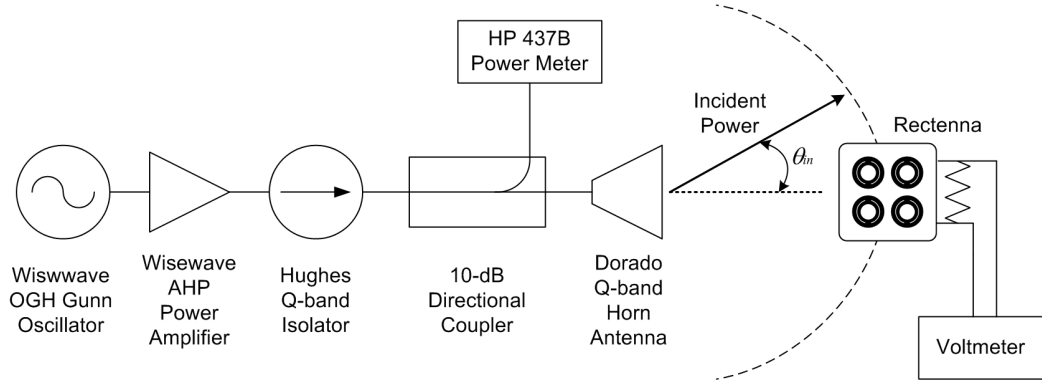 HP 437B
Power Meter
Incident
Power
θin
Rectenna
Wiswwave
OGH Gunn
Oscillator
Wisewave
AHP
Power
Amplifier
Hughes
Q-band
Isolator
10-dB
Directional
Coupler
Dorado
Q-band
Horn
Antenna
Voltmeter